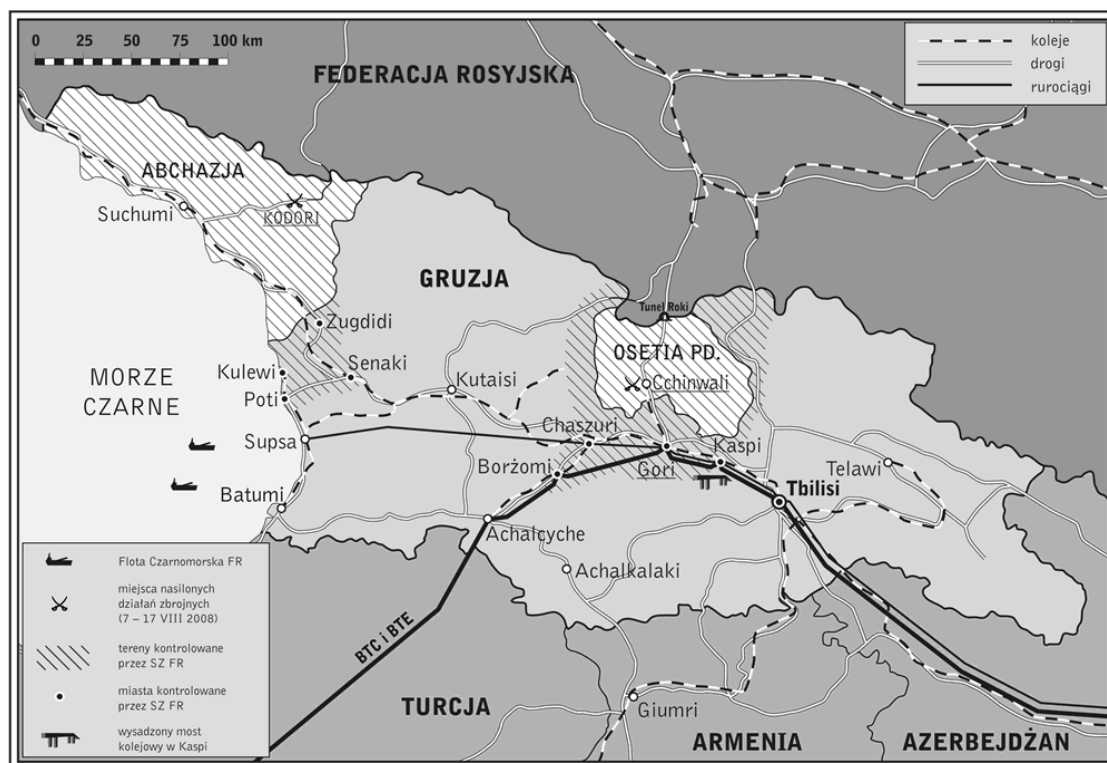 0 25 50 75 100 km
koleje
drogi
rurociągi
FEDERACJA ROSYJSKA
ABCHAZJA
Suchumi
KODORI
GRUZJA
Tunel Roki
Zugdidi
OSETIA PD.
Kulewi
Senaki
Cchinwali
MORZE
CZARNE
Poti
Kutaisi
Chaszuri
Supsa
Kaspi
Borżomi
Gori
Telawi
Tbilisi
Batumi
Achalcyche
Achalkalaki
BTC i BTE
TURCJA
Giumri
ARMENIA
AZERBEJDŻAN
Flota Czarnomorska FR
miejsca nasilonych
działań zbrojnych
(7 – 17 VIII 2008)
tereny kontrolowane
przez SZ FR
miasta kontrolowane
przez SZ FR
wysadzony most
kolejowy w Kaspi